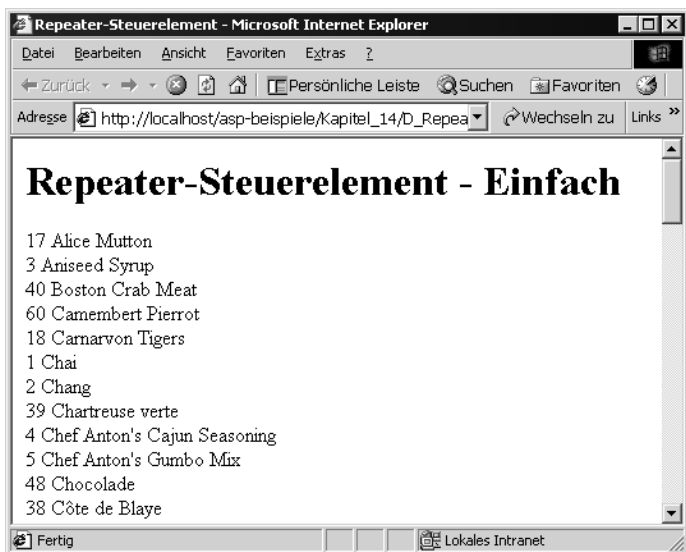 Repeater-Steuerelement - Microsoft Internet Explorer
Datei Bearbeiten Ansicht Favoriten Extras ?
Zurück Persönliche Leiste Suchen Favoriten
Adresse http://localhost/asp-beispiele/Kapitel_14/D_Repea Wechseln zu Links »
Repeater-Steuerelement - Einfach
17 Alice Mutton
3 Aniseed Syrup
40 Boston Crab Meat
60 Camembert Pierrot
18 Carnarvon Tigers
1 Chai
2 Chang
39 Chartreuse verte
4 Chef Anton's Cajun Seasoning
5 Chef Anton's Gumbo Mix
48 Chocolade
38 Côte de Blaye
Fertig Lokales Intranet